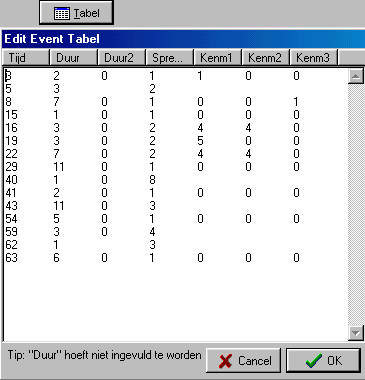 Tabel
Edit Event Tabel
Tijd Duur Duur2 Spre... Kenm1 Kenm2 Kenm3
3 2 0 1 1 0 0
5 3 2
8 7 0 1 0 0 1
15 1 0 1 0 0 0
16 3 0 2 4 4 0
19 3 0 2 5 0 0
22 7 0 2 4 4 0
29 11 0 1 0 0 0
40 1 0 8
41 2 0 1 0 0 0
43 11 0 3
54 5 0 1 0 0 0
59 3 0 4
62 1 3
63 6 0 1 0 0 0
Tip: "Duur" hoeft niet ingevuld te worden
Cancel
OK